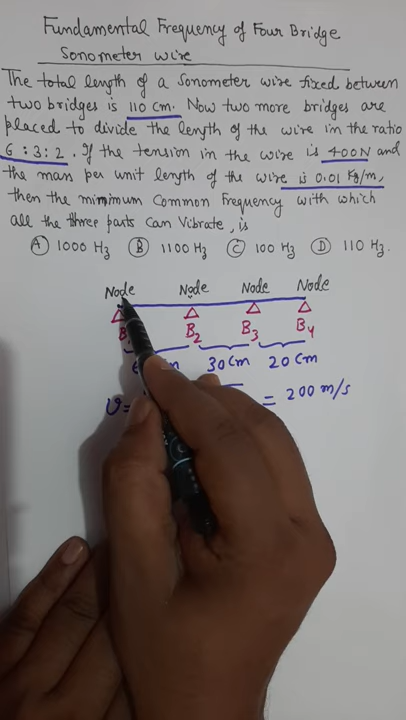 Fundamental Frequency of Four Bridge
Sonometer wire
The total length of a Sonometer wire fixed between
two bridges is 110 cm. Now two more bridges are
placed to divide the length of the wire in the ratio
6 : 3 : 2. If the tension in the wire is 400N and
the mass per unit length of the wire is 0.01 Kg/m,
then the minimum Common Frequency with which
all the three parts Can Vibrate, is
(A) 1000 Hz (B) 1100 Hz (C) 100 Hz (D) 110 Hz.
Node Node Node Node
B B2 B3 B4
30 Cm 20 Cm
v = = 200 m/s